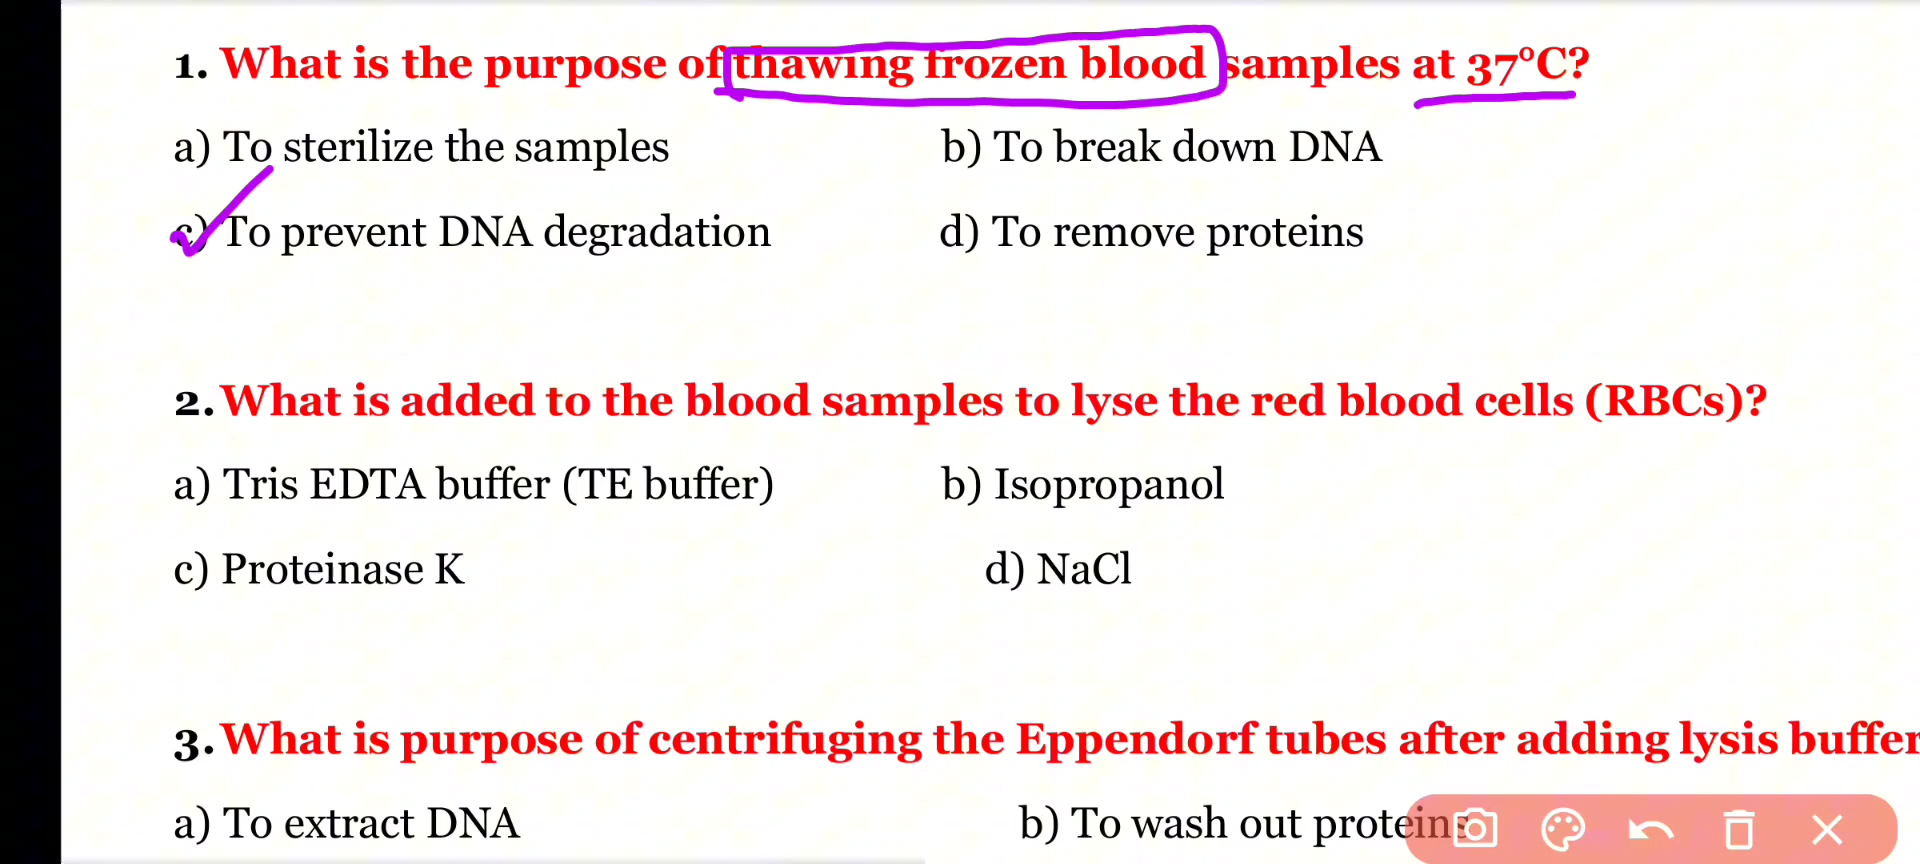 1. What is the purpose of thawing frozen blood samples at 37°C?
a) To sterilize the samples b) To break down DNA
c) To prevent DNA degradation d) To remove proteins
2. What is added to the blood samples to lyse the red blood cells (RBCs)?
a) Tris EDTA buffer (TE buffer) b) Isopropanol
c) Proteinase K d) NaCl
3. What is purpose of centrifuging the Eppendorf tubes after adding lysis buffer
a) To extract DNA b) To wash out proteins